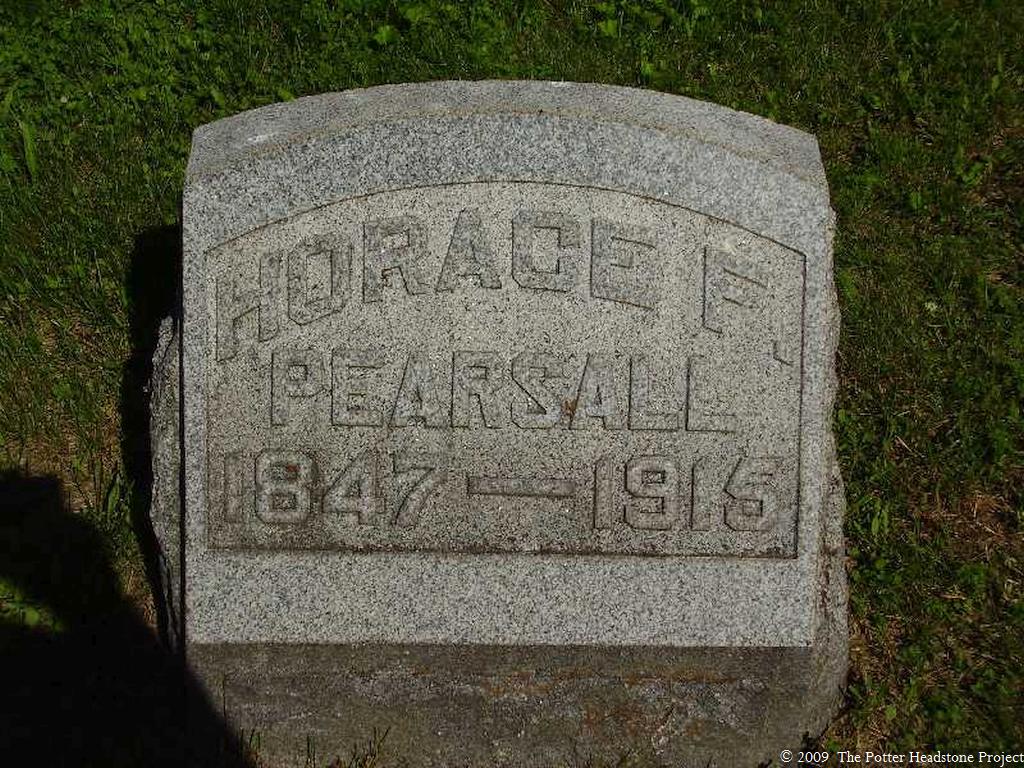 HORACE
PEARSALL
1847 — 1915
© 2009 The Potter Headstone Project